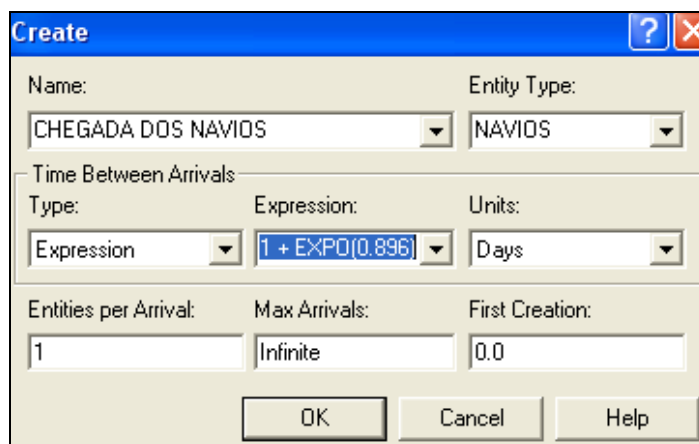 Create
Name: Entity Type:
CHEGADA DOS NAVIOS NAVIOS
Time Between Arrivals
Type: Expression: Units:
Expression 1 + EXPO(0.896) Days
Entities per Arrival: Max Arrivals: First Creation:
1 Infinite 0.0
OK Cancel Help